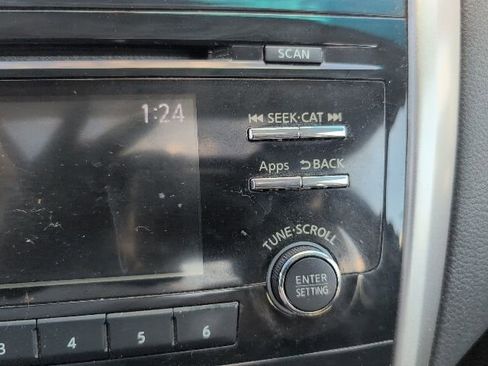 SCAN
1:24
SEEK·CAT
Apps BACK
TUNE·SCROLL
ENTER
SETTING
3 4 5 6